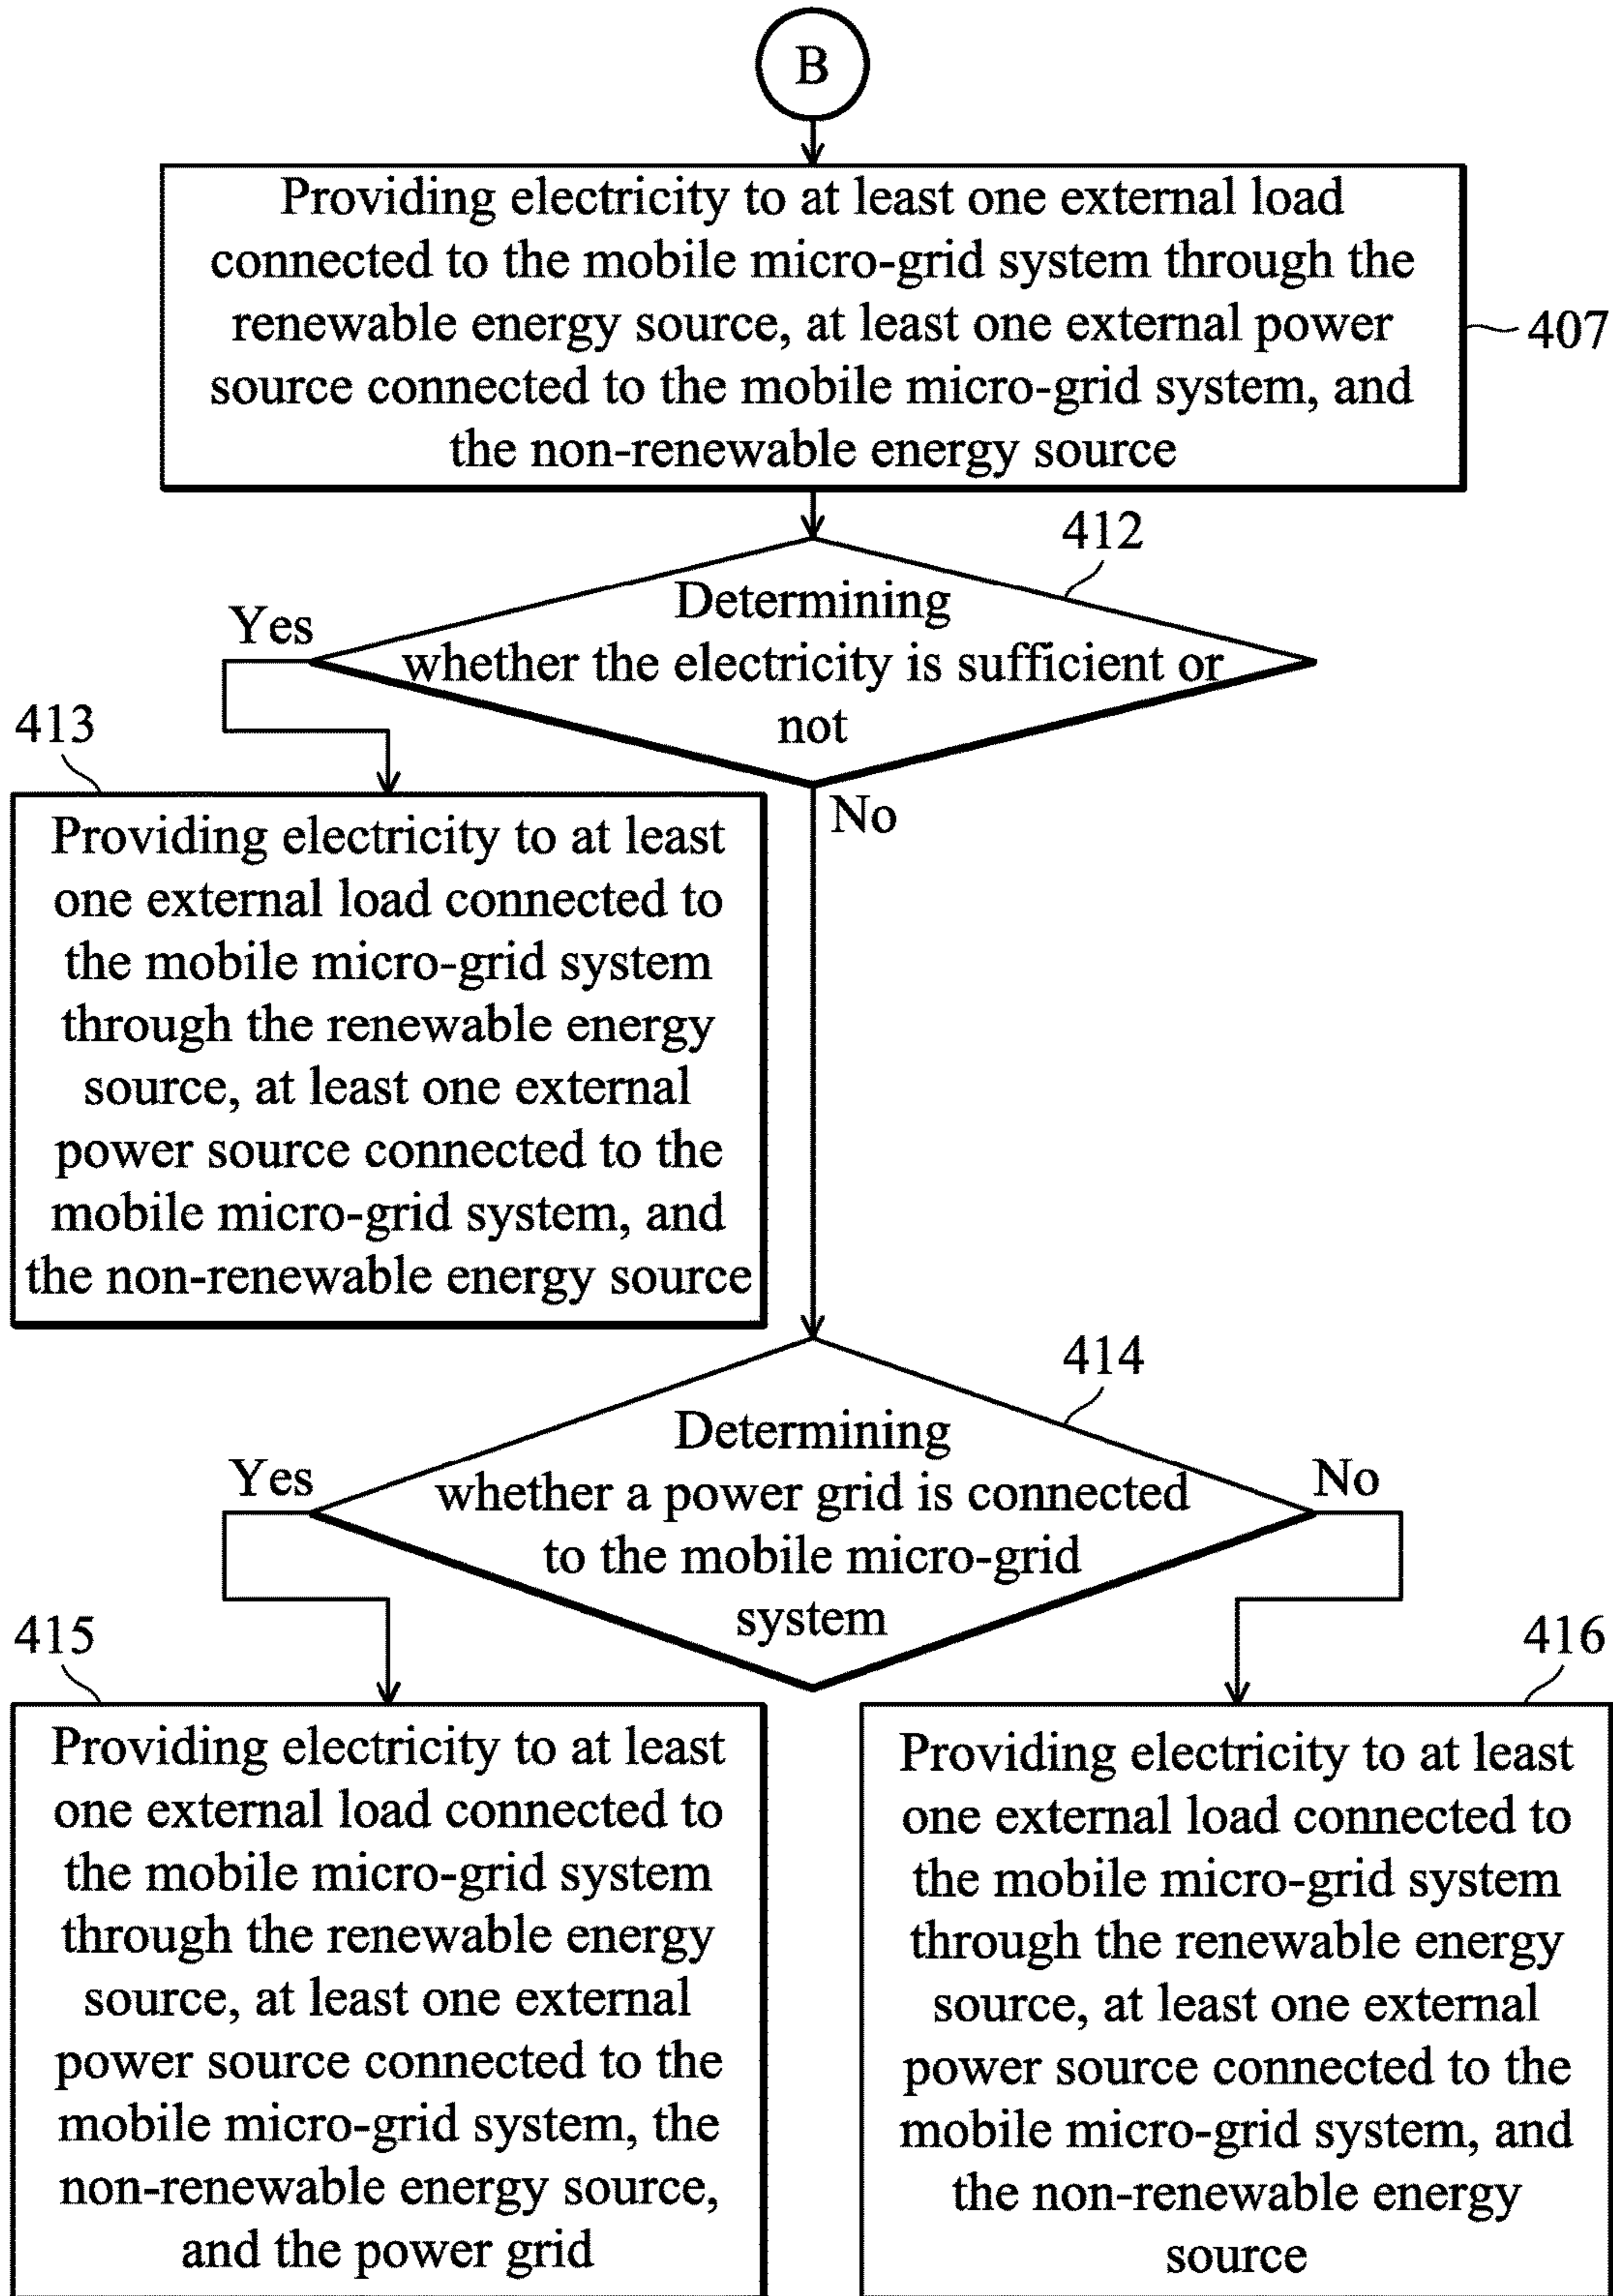 B
Providing electricity to at least one external load
connected to the mobile micro-grid system through the
renewable energy source, at least one external power
source connected to the mobile micro-grid system, and
the non-renewable energy source
407
412
Determining
whether the electricity is sufficient or
not
Yes
No
413
Providing electricity to at least
one external load connected to
the mobile micro-grid system
through the renewable energy
source, at least one external
power source connected to the
mobile micro-grid system, and
the non-renewable energy source
414
Determining
whether a power grid is connected
to the mobile micro-grid
system
Yes
No
415
Providing electricity to at least
one external load connected to
the mobile micro-grid system
through the renewable energy
source, at least one external
power source connected to the
mobile micro-grid system, the
non-renewable energy source,
and the power grid
416
Providing electricity to at least
one external load connected to
the mobile micro-grid system
through the renewable energy
source, at least one external
power source connected to the
mobile micro-grid system, and
the non-renewable energy
source